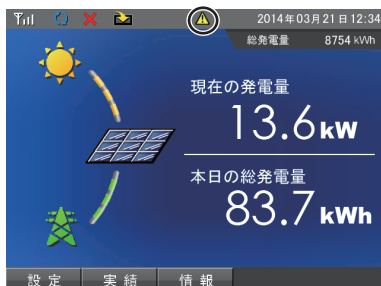 2014年03月21日12:34
総発電量 8754 kWh
現在の発電量
13.6kW
本日の総発電量
83.7kWh
設定 実績 情報